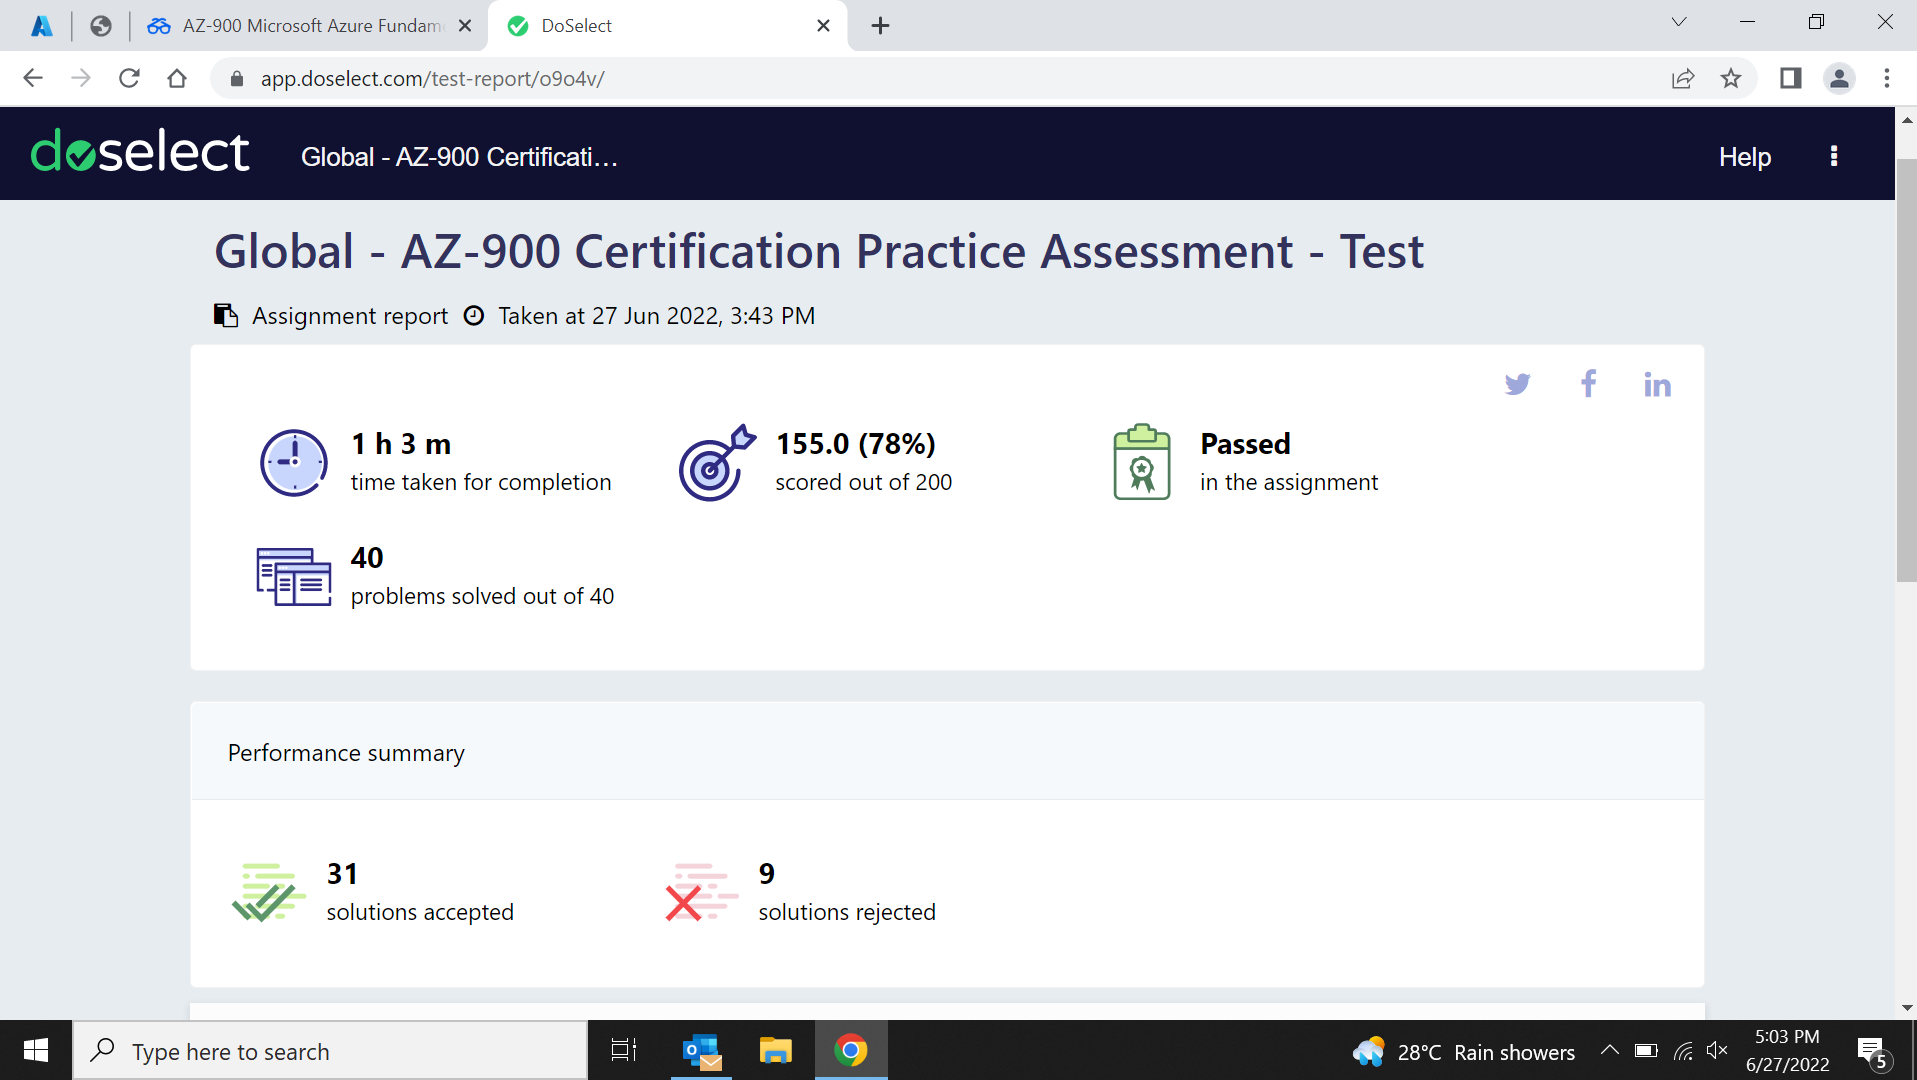 AZ-900 Microsoft Azure Fundam
DoSelect
app.doselect.com/test-report/o9o4v/
doselect
Global - AZ-900 Certificati...
Help
Global - AZ-900 Certification Practice Assessment - Test
Assignment report Taken at 27 Jun 2022, 3:43 PM
1 h 3 m
time taken for completion
155.0 (78%)
scored out of 200
Passed
in the assignment
40
problems solved out of 40
Performance summary
31
solutions accepted
9
solutions rejected
Type here to search
28°C Rain showers
5:03 PM
6/27/2022
5